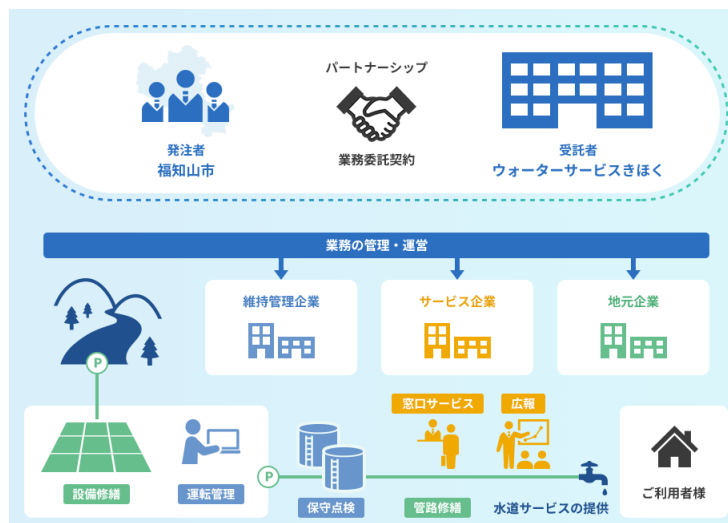 パートナーシップ
発注者
福知山市
業務委託契約
受託者
ウォーターサービスきほく
業務の管理・運営
維持管理企業
サービス企業
地元企業
P
窓口サービス
広報
P
設備修繕
運転管理
保守点検
管路修繕
水道サービスの提供
ご利用者様